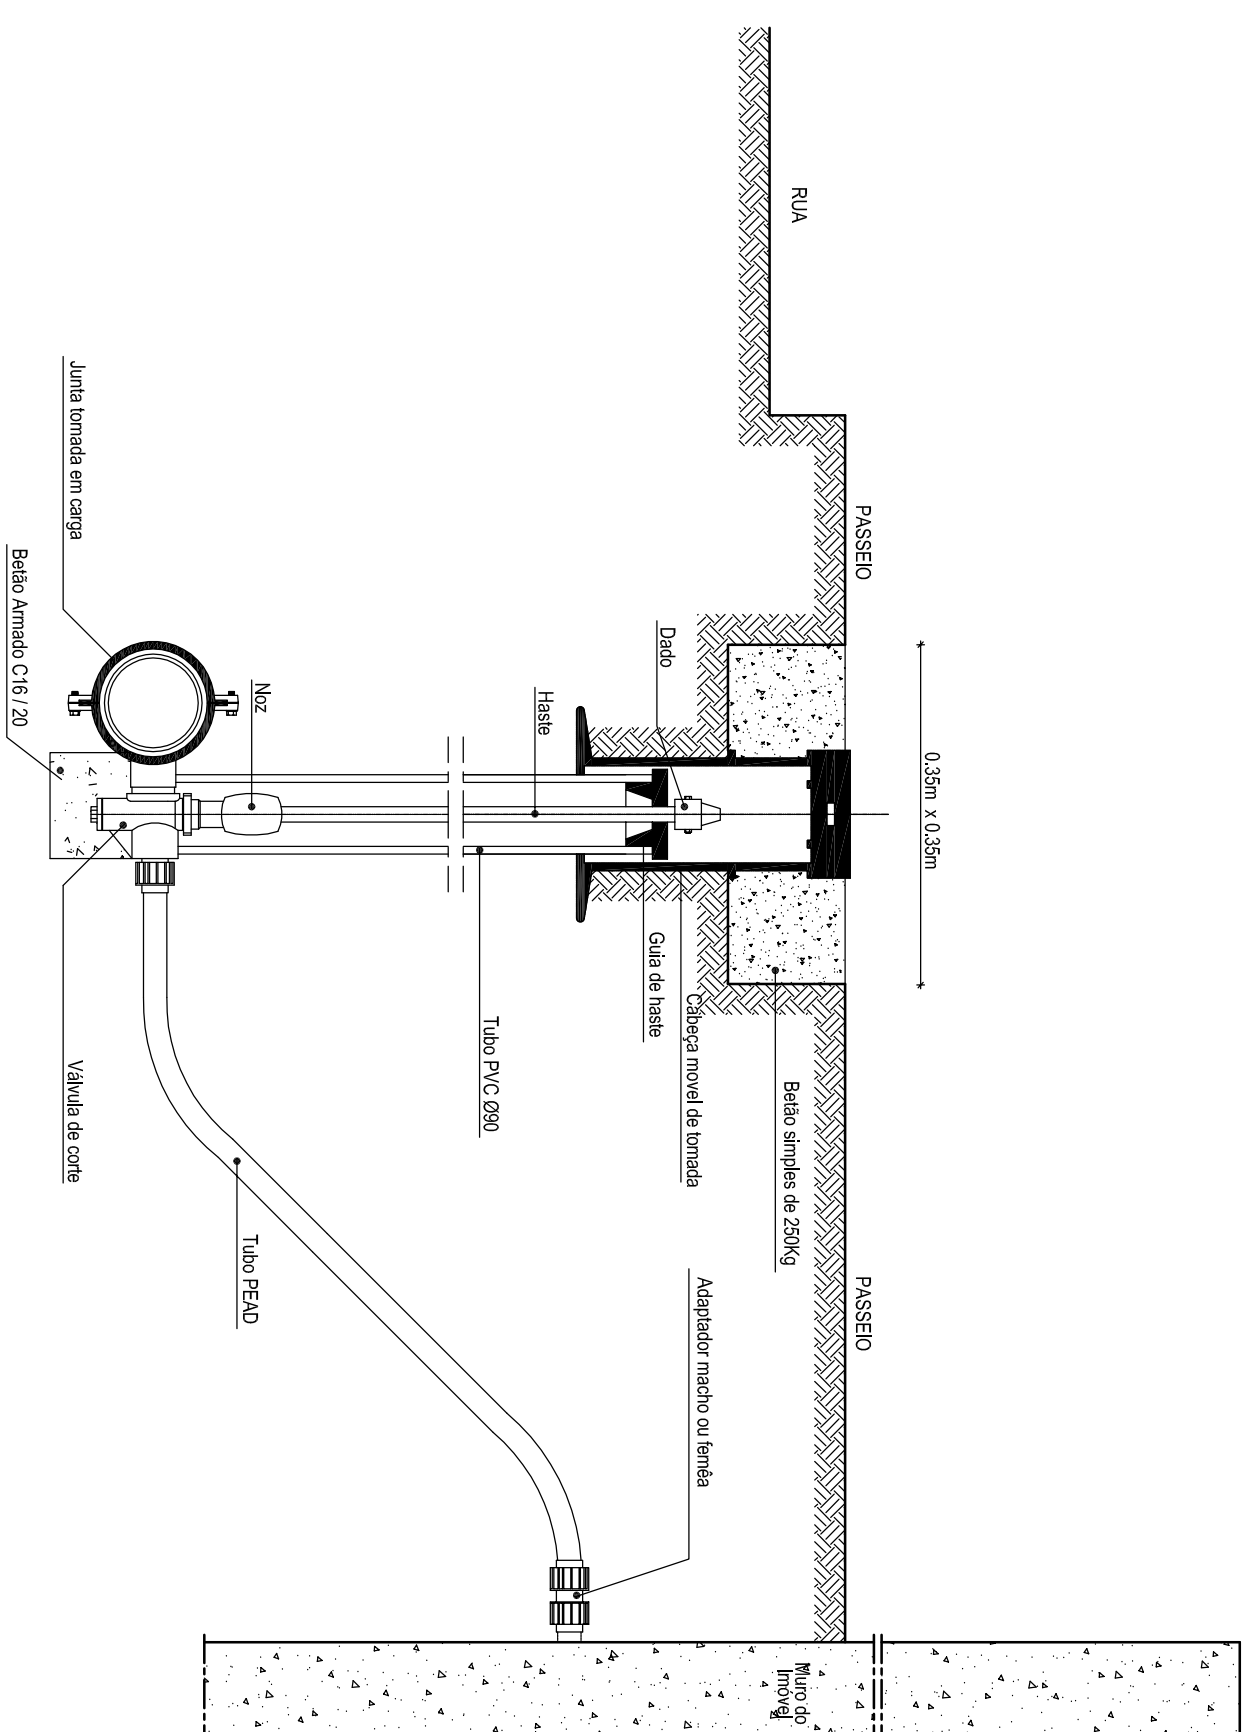 0.35m x 0.35m
RUA
PASSEIO
PASSEIO
Betão simples de 250Kg
Muro do
Imóvel
Dado
Cabeça movel de tomada
Adaptador macho ou femêa
Guia de haste
Haste
Tubo PVC Ø90
Noz
Tubo PEAD
Junta tomada em carga
Válvula de corte
Betão Armado C16 / 20